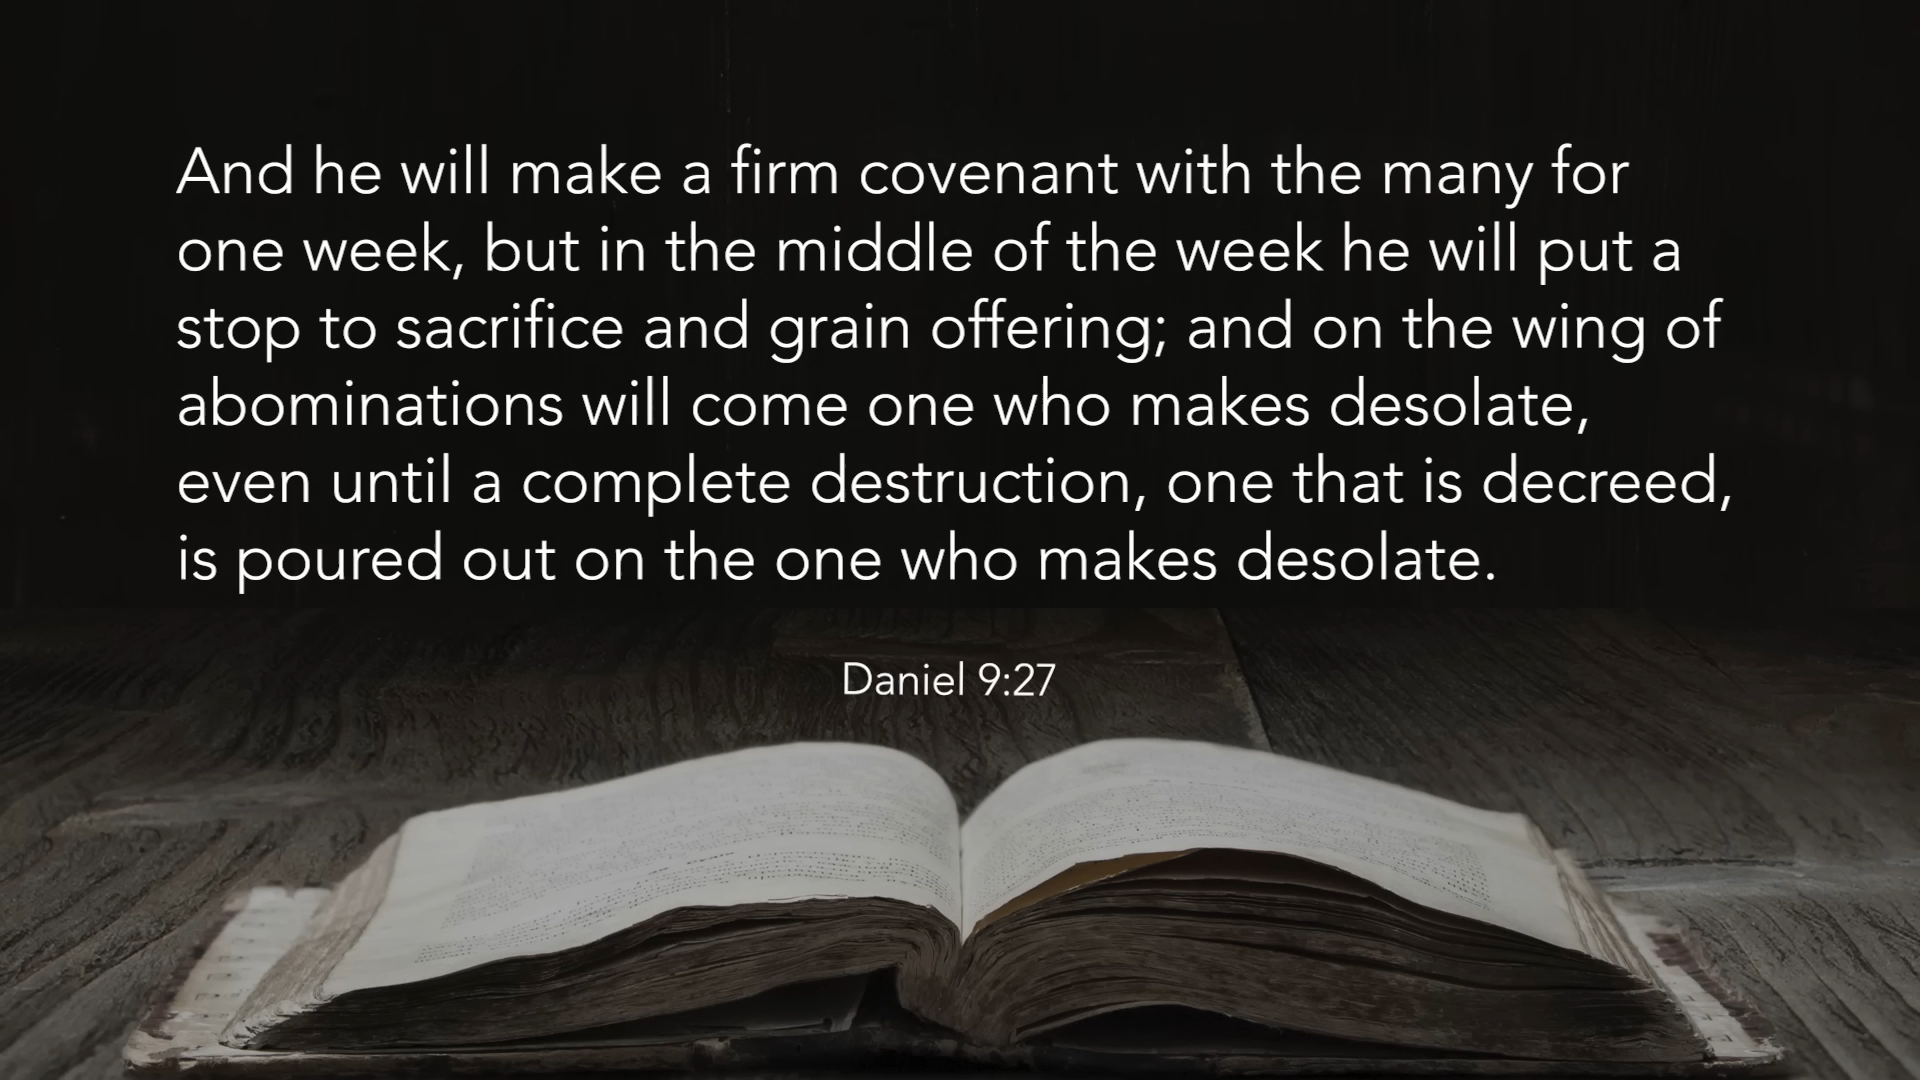 And he will make a firm covenant with the many for
one week, but in the middle of the week he will put a
stop to sacrifice and grain offering; and on the wing of
abominations will come one who makes desolate,
even until a complete destruction, one that is decreed,
is poured out on the one who makes desolate.
Daniel 9:27